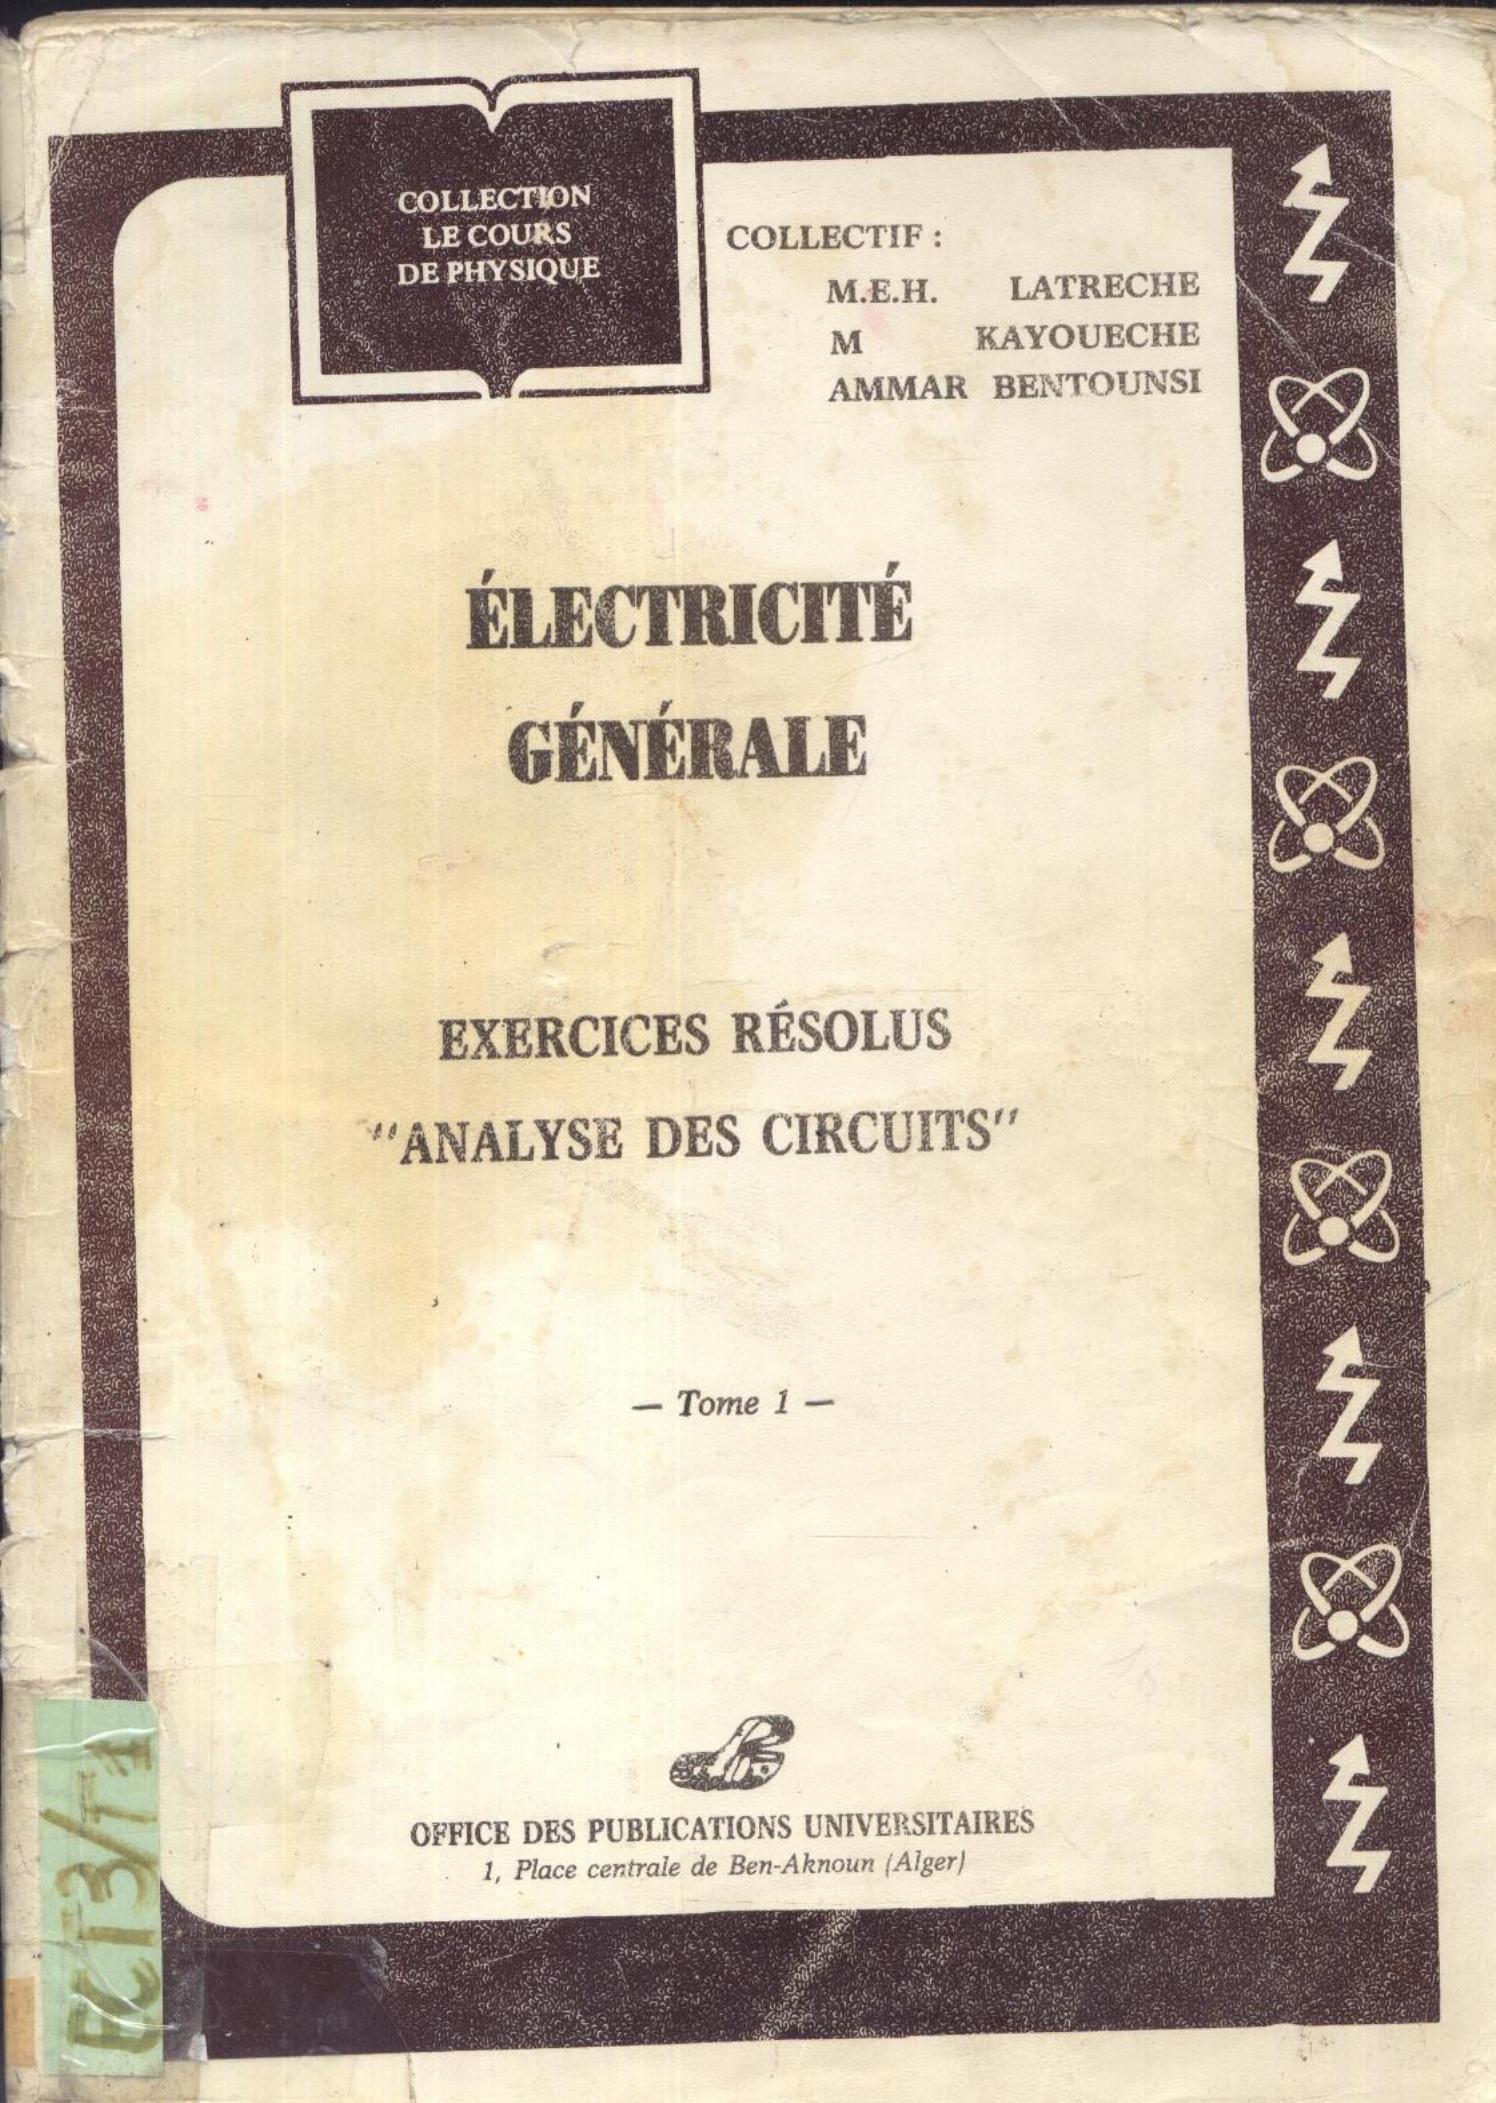 COLLECTION
LE COURS
DE PHYSIQUE
COLLECTIF :
M.E.H. LATRECHE
M KAYOUECHE
AMMAR BENTOUNSI
ÉLECTRICITÉ
GÉNÉRALE
EXERCICES RÉSOLUS
"ANALYSE DES CIRCUITS"
— Tome 1 —
OFFICE DES PUBLICATIONS UNIVERSITAIRES
1, Place centrale de Ben-Aknoun (Alger)